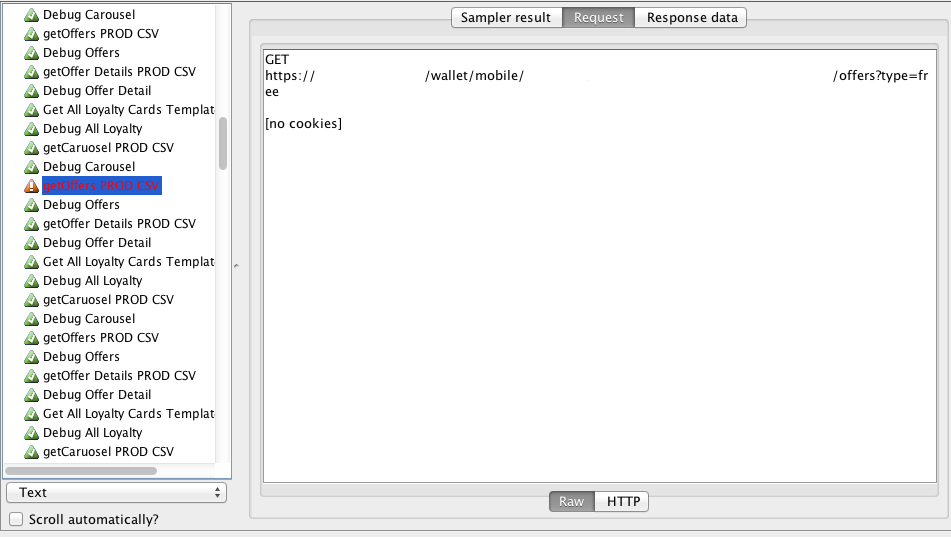 Debug Carousel
getOffers PROD CSV
Debug Offers
getOffer Details PROD CSV
Debug Offer Detail
Get All Loyalty Cards Templat
Debug All Loyalty
getCaruosel PROD CSV
Debug Carousel
getOffers PROD CSV
Debug Offers
getOffer Details PROD CSV
Debug Offer Detail
Get All Loyalty Cards Templat
Debug All Loyalty
getCaruosel PROD CSV
Debug Carousel
getOffers PROD CSV
Debug Offers
getOffer Details PROD CSV
Debug Offer Detail
Get All Loyalty Cards Templat
Debug All Loyalty
getCaruosel PROD CSV
Text
Scroll automatically?
Sampler result Request Response data
GET
https:// /wallet/mobile/ /offers?type=fr
ee
[no cookies]
Raw HTTP